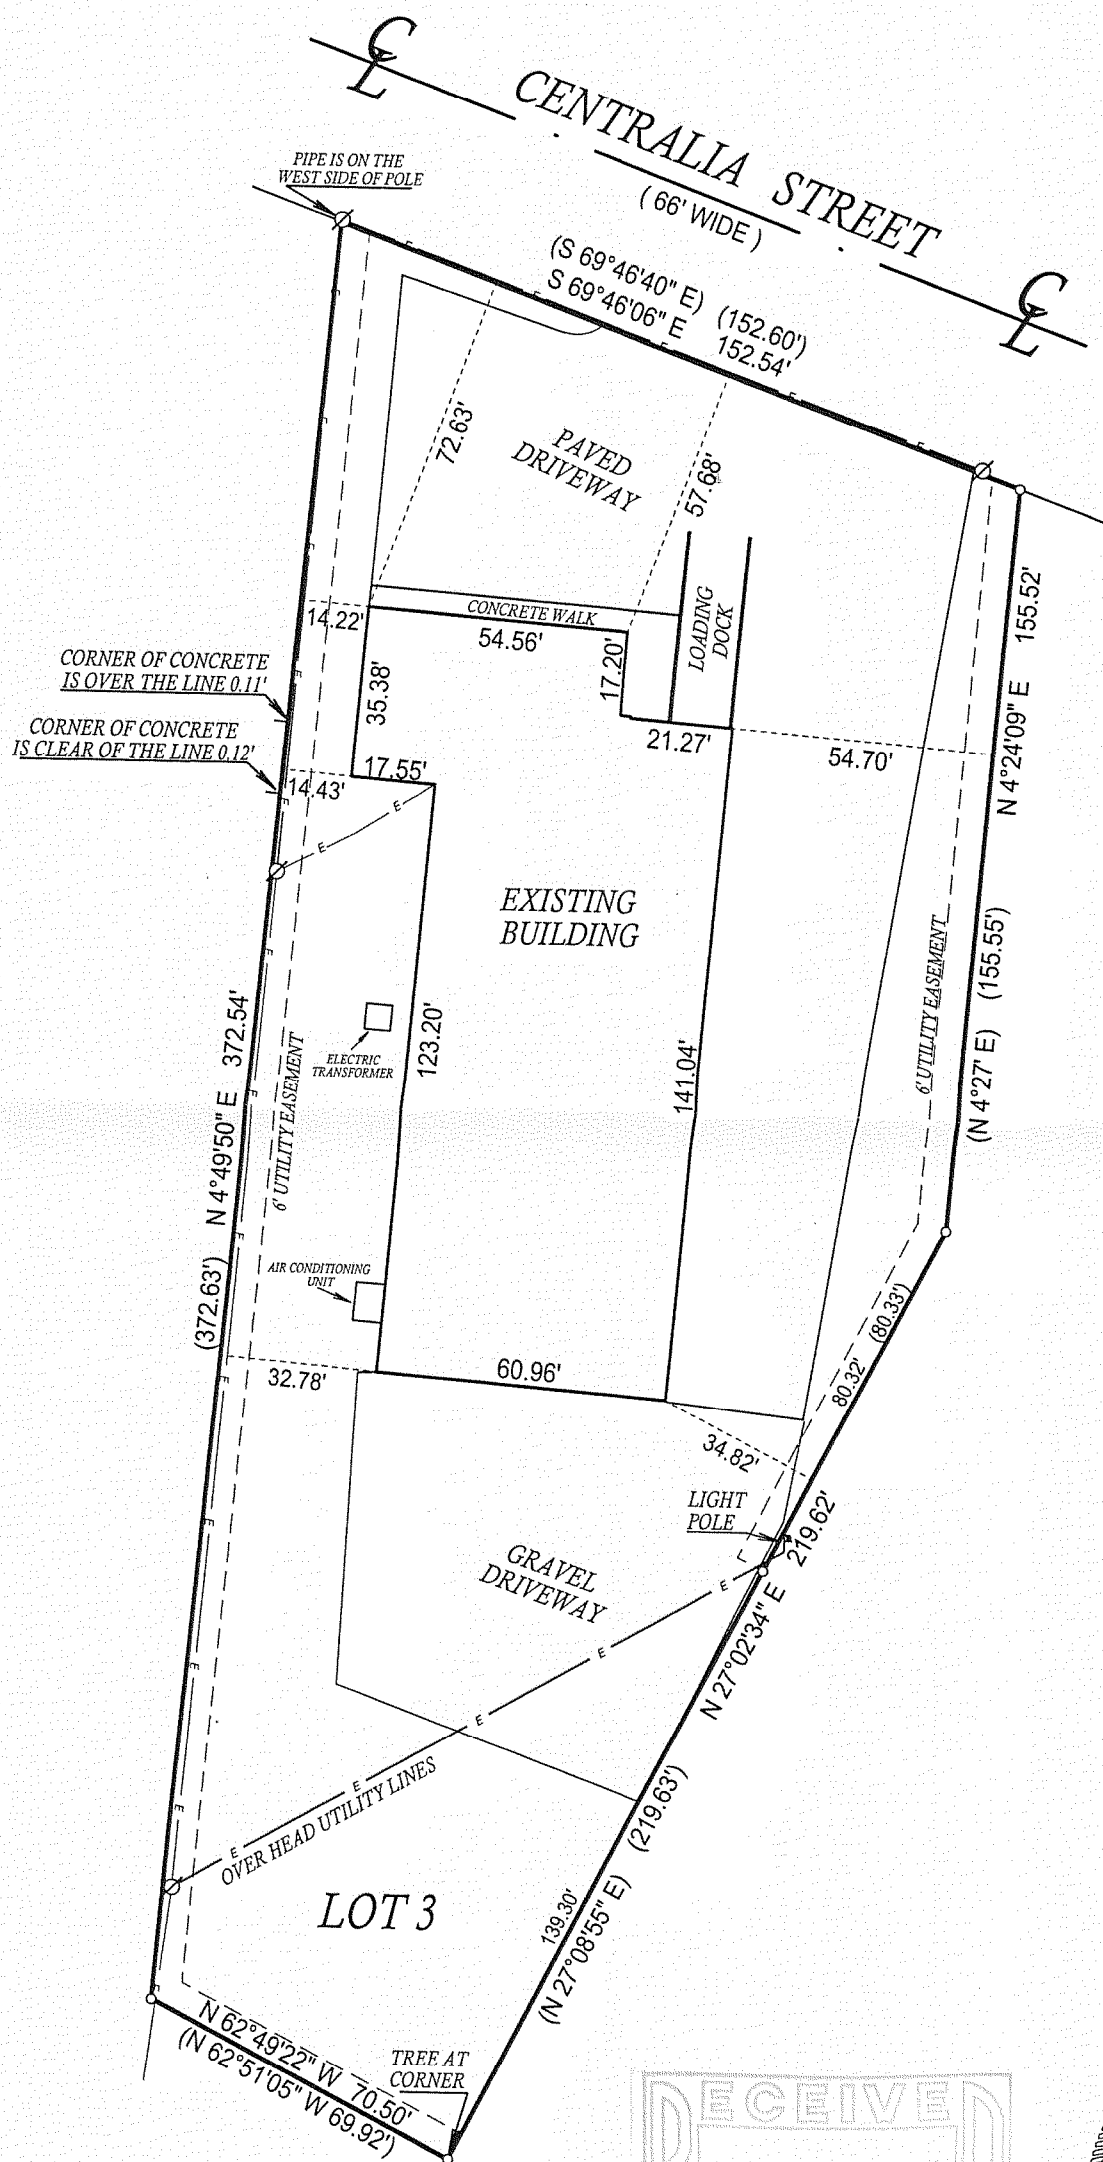 CL
CENTRALIA STREET
( 66' WIDE )
CL
PIPE IS ON THE
WEST SIDE OF POLE
(S 69°46'40" E) (152.60')
S 69°46'06" E 152.54'
72.63'
PAVED
DRIVEWAY
57.68'
CONCRETE WALK
LOADING
DOCK
14.22'
54.56'
17.20'
35.38'
21.27'
54.70'
155.52'
N 4°24'09" E
CORNER OF CONCRETE
IS OVER THE LINE 0.11'
CORNER OF CONCRETE
IS CLEAR OF THE LINE 0.12'
17.55'
14.43'
EXISTING
BUILDING
6' UTILITY EASEMENT
(155.55')
(N 4°27' E)
372.54'
N 4°49'50" E
(372.63')
6' UTILITY EASEMENT
ELECTRIC
TRANSFORMER
123.20'
141.04'
AIR CONDITIONING
UNIT
32.78'
60.96'
(80.33')
80.32'
34.82'
LIGHT
POLE
219.62'
N 27°02'34" E
GRAVEL
DRIVEWAY
OVER HEAD UTILITY LINES
(219.63')
(N 27°08'55" E)
139.30'
LOT 3
N 62°49'22" W 70.50'
(N 62°51'05" W 69.92')
TREE AT
CORNER
RECEIVED